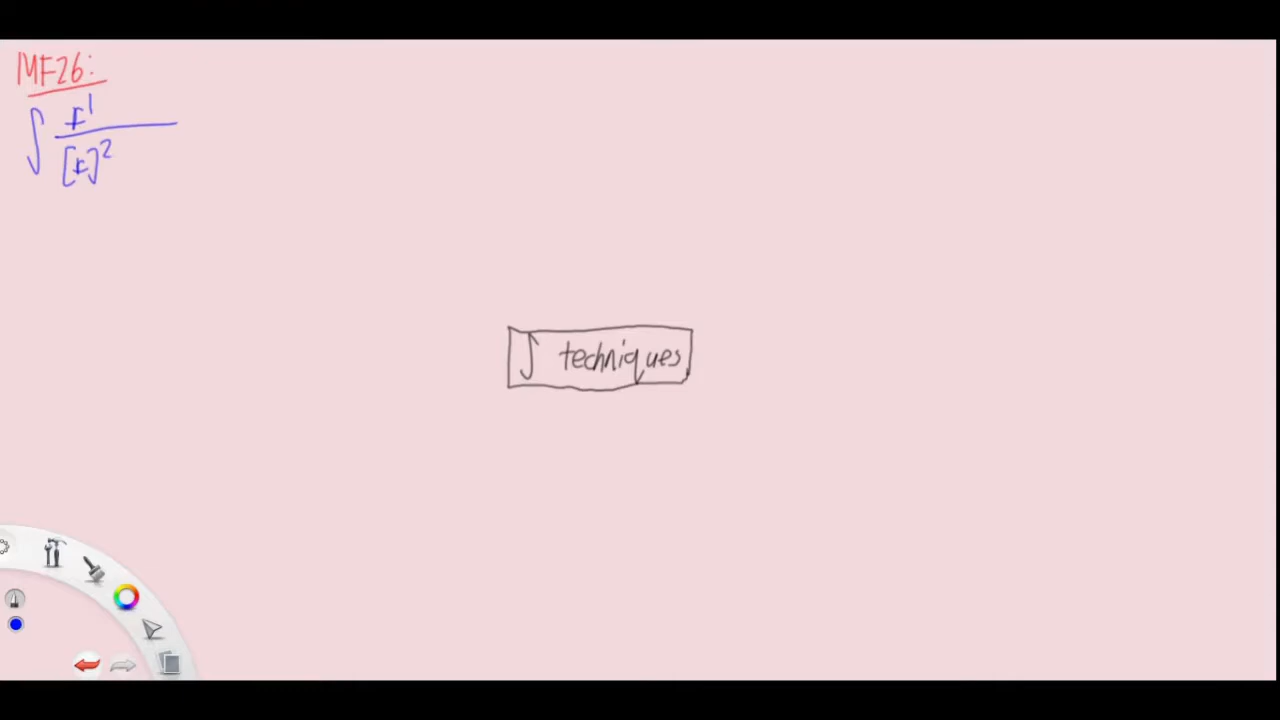 MF26:
∫ f'
[f]²
∫ techniques